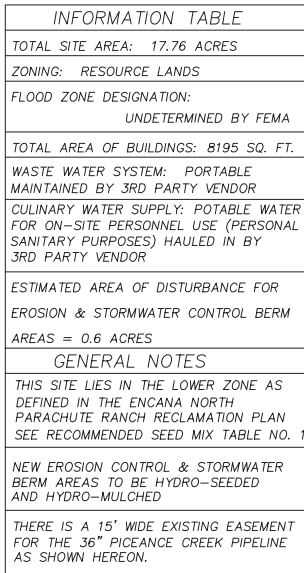 INFORMATION TABLE
TOTAL SITE AREA: 17.76 ACRES
ZONING: RESOURCE LANDS
FLOOD ZONE DESIGNATION:
UNDETERMINED BY FEMA
TOTAL AREA OF BUILDINGS: 8195 SQ. FT.
WASTE WATER SYSTEM: PORTABLE
MAINTAINED BY 3RD PARTY VENDOR
CULINARY WATER SUPPLY: POTABLE WATER
FOR ON-SITE PERSONNEL USE (PERSONAL
SANITARY PURPOSES) HAULED IN BY
3RD PARTY VENDOR
ESTIMATED AREA OF DISTURBANCE FOR
EROSION & STORMWATER CONTROL BERM
AREAS = 0.6 ACRES
GENERAL NOTES
THIS SITE LIES IN THE LOWER ZONE AS
DEFINED IN THE ENCANA NORTH
PARACHUTE RANCH RECLAMATION PLAN
SEE RECOMMENDED SEED MIX TABLE NO. 1
NEW EROSION CONTROL & STORMWATER
BERM AREAS TO BE HYDRO-SEEDED
AND HYDRO-MULCHED
THERE IS A 15' WIDE EXISTING EASEMENT
FOR THE 36" PICEANCE CREEK PIPELINE
AS SHOWN HEREON.